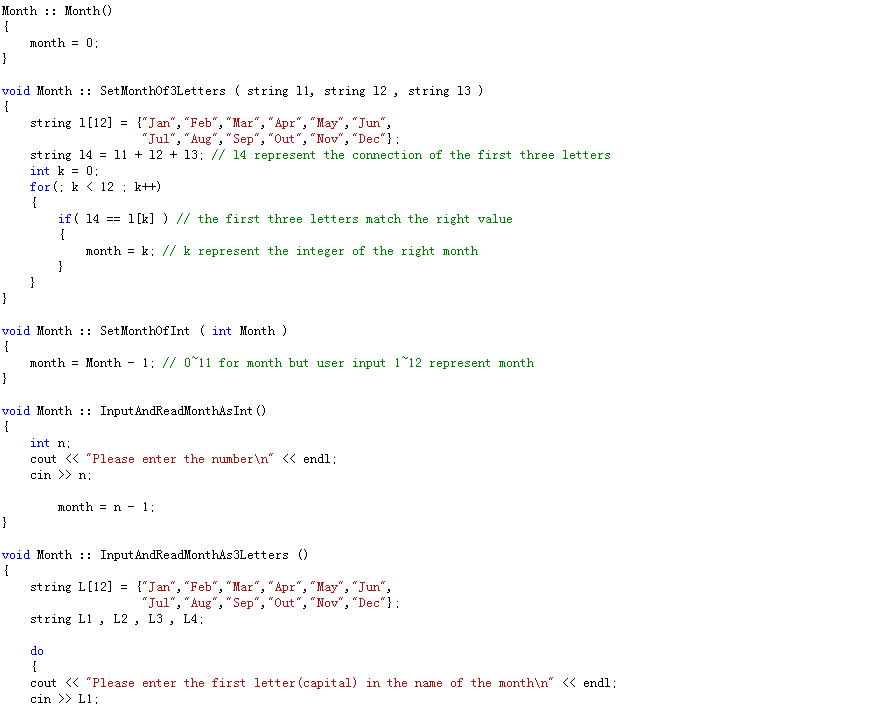 Month :: Month()
{
    month = 0;
}

void Month :: SetMonthOf3Letters ( string l1, string l2 , string l3 )
{
    string l[12] = {"Jan","Feb","Mar","Apr","May","Jun",
                    "Jul","Aug","Sep","Out","Nov","Dec"};
    string l4 = l1 + l2 + l3; // l4 represent the connection of the first three letters
    int k = 0;
    for(; k < 12 ; k++)
    {
        if( l4 == l[k] ) // the first three letters match the right value
        {
            month = k; // k represent the integer of the right month
        }
    }
}

void Month :: SetMonthOfInt ( int Month )
{
    month = Month - 1; // 0~11 for month but user input 1~12 represent month
}

void Month :: InputAndReadMonthAsInt()
{
    int n;
    cout << "Please enter the number\n" << endl;
    cin >> n;

        month = n - 1;
}

void Month :: InputAndReadMonthAs3Letters ()
{
    string L[12] = {"Jan","Feb","Mar","Apr","May","Jun",
                    "Jul","Aug","Sep","Out","Nov","Dec"};
    string L1 , L2 , L3 , L4;

    do
    {
    cout << "Please enter the first letter(capital) in the name of the month\n" << endl;
    cin >> L1;